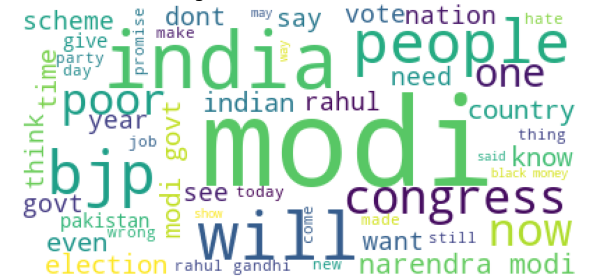 scheme
dont
may
say
vote
nation
hate
give
promise
make
party
day
india
way
people
time
need
one
poor
indian
rahul
country
year
modi
thing
job
think
modi govt
said
know
bjp
black money
see
today
congress
govt
pakistan
wrong
show
will
come
made
now
even
want
still
election
rahul gandhi
new
narendra modi